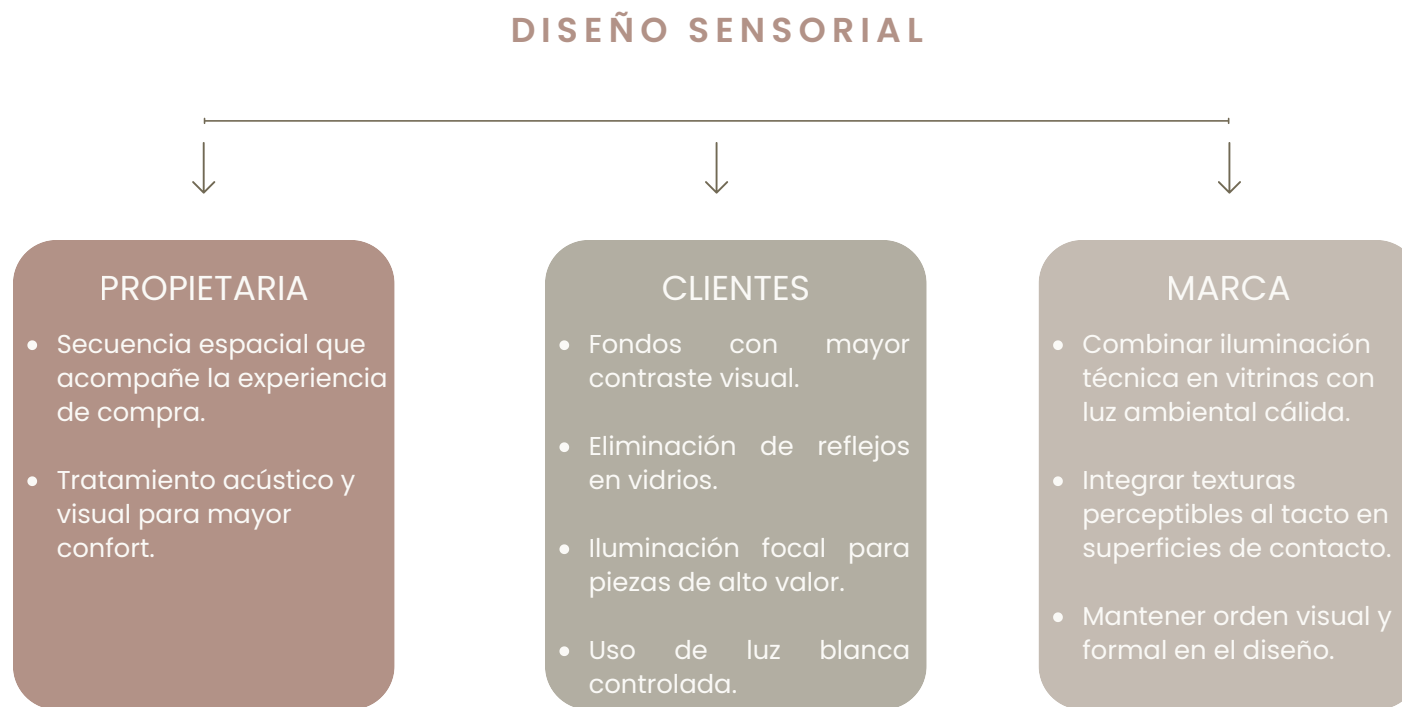 DISEÑO SENSORIAL
PROPIETARIA
• Secuencia espacial que
acompañe la experiencia
de compra.
• Tratamiento acústico y
visual para mayor
confort.
CLIENTES
• Fondos con mayor
contraste visual.
• Eliminación de reflejos
en vidrios.
• Iluminación focal para
piezas de alto valor.
• Uso de luz blanca
controlada.
MARCA
• Combinar iluminación
técnica en vitrinas con
luz ambiental cálida.
• Integrar texturas
perceptibles al tacto en
superficies de contacto.
• Mantener orden visual y
formal en el diseño.